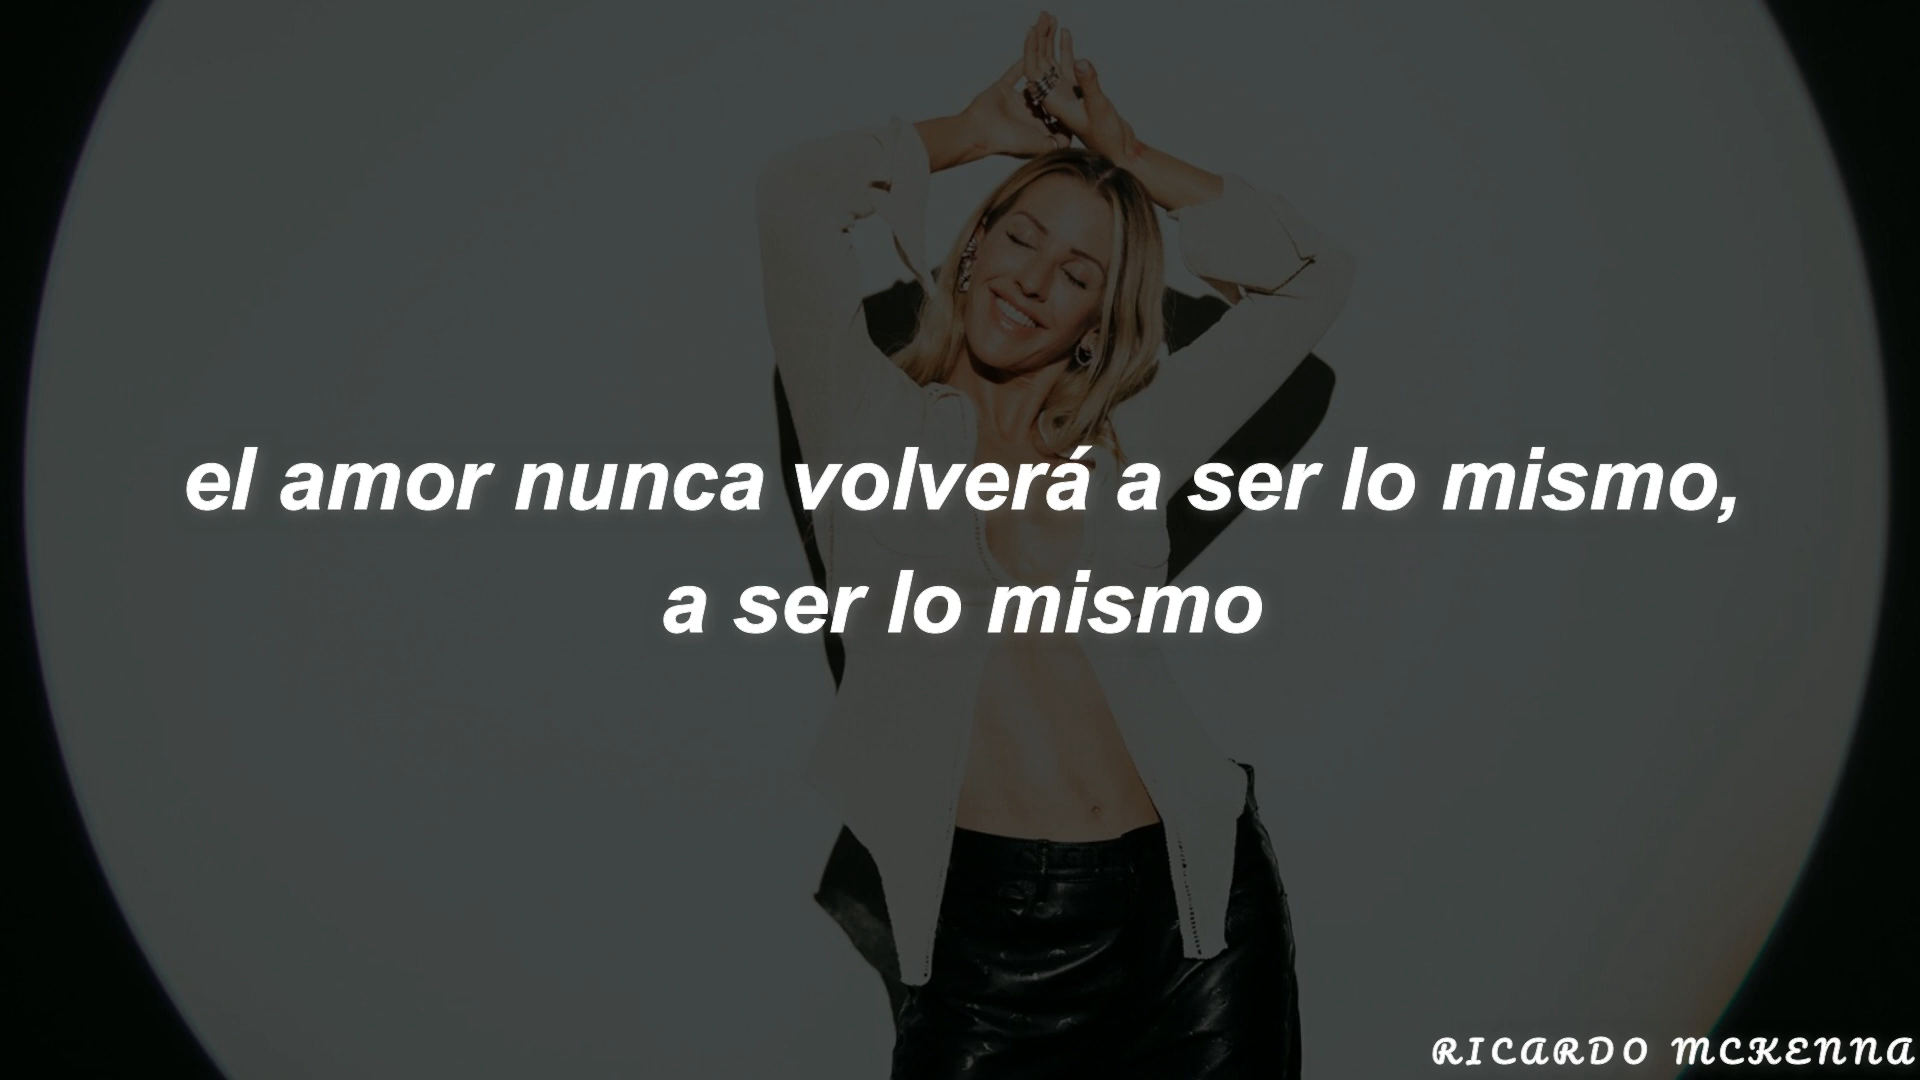 el amor nunca volverá a ser lo mismo,
a ser lo mismo
RICARDO MCKENNA